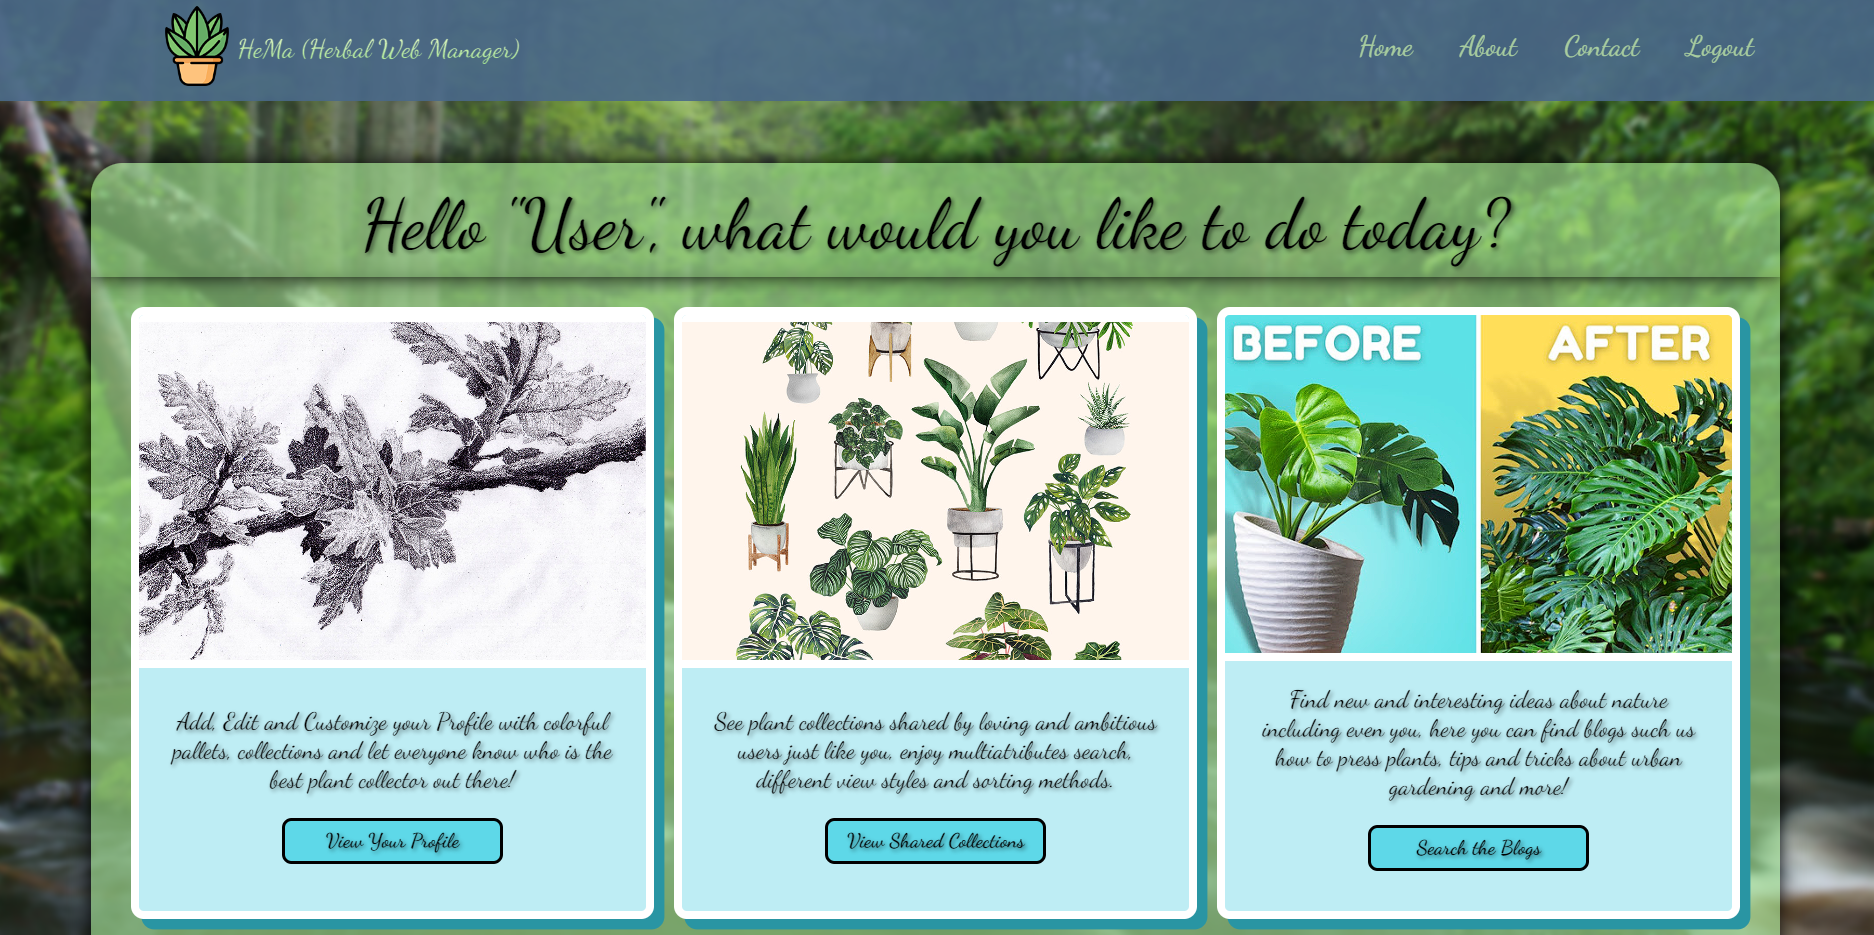 HeMa (Herbal Web Manager)
Home About Contact Logout
Hello "User", what would you like to do today?
BEFORE AFTER
Add, Edit and Customize your Profile with colorful
pallets, collections and let everyone know who is the
best plant collector out there!
View Your Profile
See plant collections shared by loving and ambitious
users just like you, enjoy multiatributes search,
different view styles and sorting methods.
View Shared Collections
Find new and interesting ideas about nature
including even you, here you can find blogs such us
how to press plants, tips and tricks about urban
gardening and more!
Search the Blogs